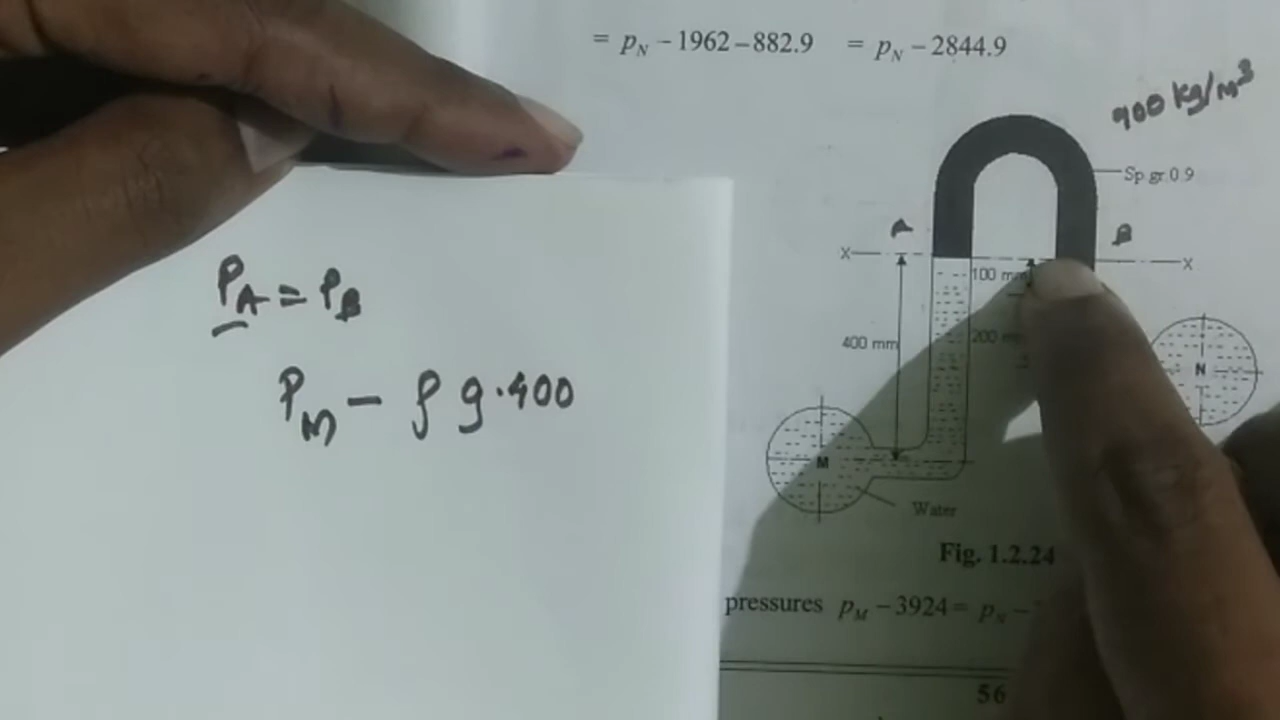 = p_N − 1962 − 882.9 = p_N − 2844.9
900 kg/m³
Sp.gr.0.9
A
B
X
X
100 mm
400 mm
200 m
N
M
Water
Fig. 1.2.24
pressures p_M − 3924 = p_N −
56
P_A = P_B
P_M − ρ g · 400